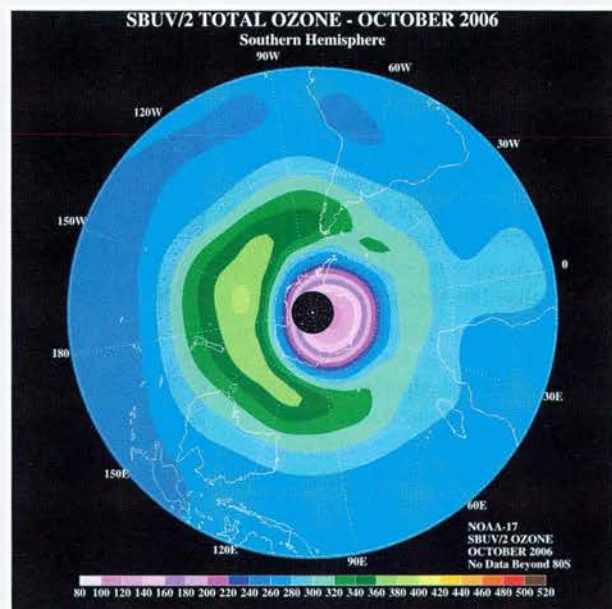 SBUV/2 TOTAL OZONE - OCTOBER 2006
Southern Hemisphere
90W
60W
120W
30W
150W
0
180
30E
150E
60E
120E
90E
NOAA-17
SBUV/2 OZONE
OCTOBER 2006
No Data Beyond 80S
80 100 120 140 160 180 200 220 240 260 280 300 320 340 360 380 400 420 440 460 480 500 520